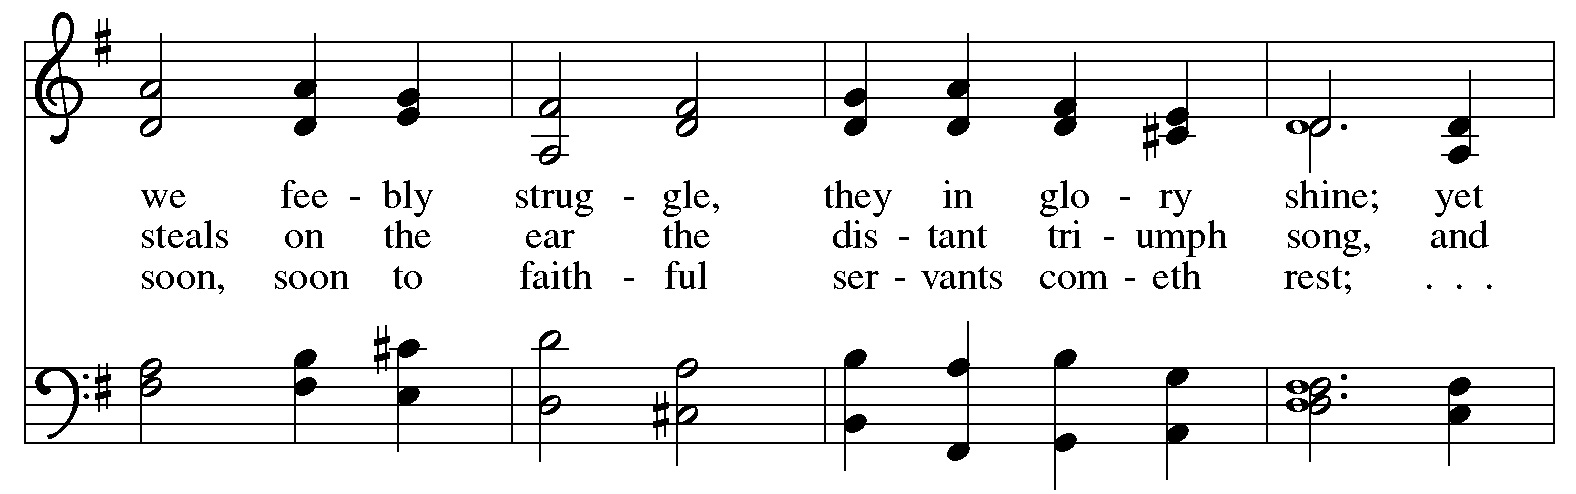 we fee - bly strug - gle, they in glo - ry shine; yet
steals on the ear the dis - tant tri - umph song, and
soon, soon to faith - ful ser - vants com - eth rest; . . .